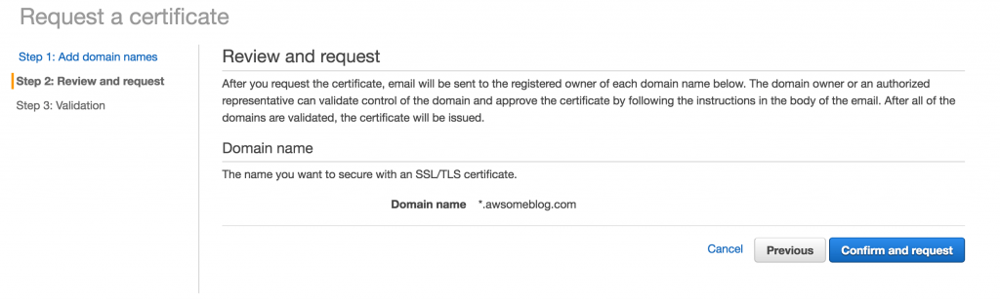 Request a certificate
Step 1: Add domain names
Step 2: Review and request
Step 3: Validation
Review and request
After you request the certificate, email will be sent to the registered owner of each domain name below. The domain owner or an authorized
representative can validate control of the domain and approve the certificate by following the instructions in the body of the email. After all of the
domains are validated, the certificate will be issued.
Domain name
The name you want to secure with an SSL/TLS certificate.
Domain name *.awsomeblog.com
Cancel Previous Confirm and request